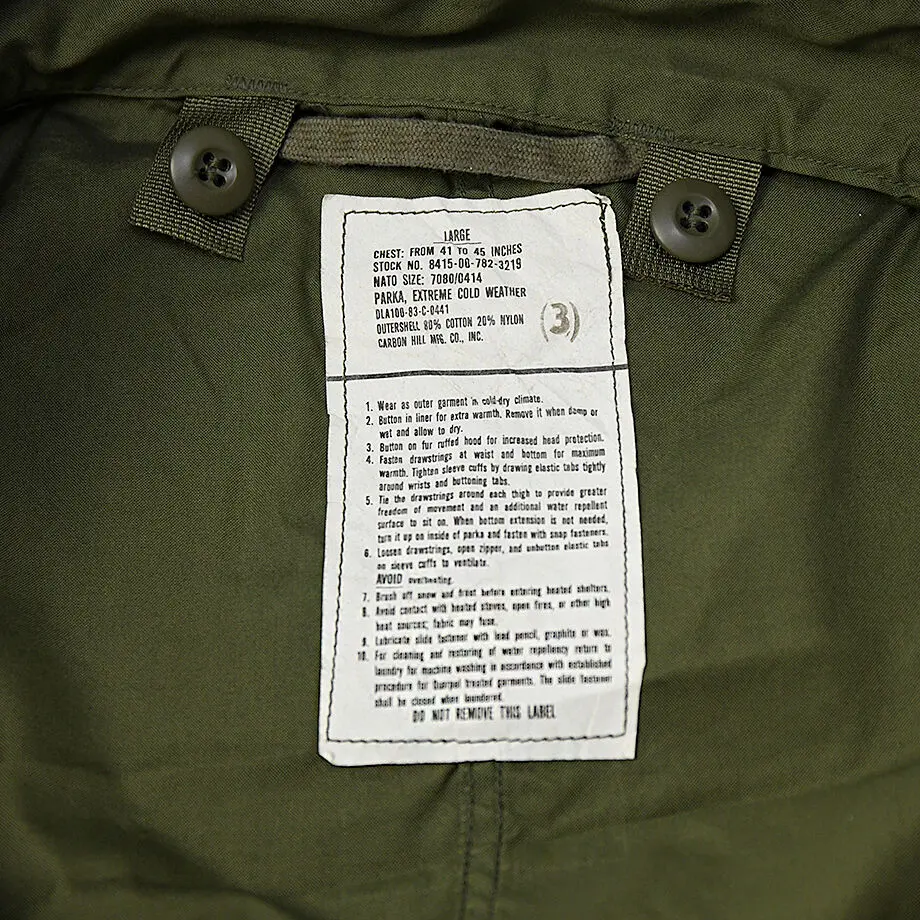 LARGE
CHEST: FROM 41 TO 45 INCHES
STOCK NO. 8415-00-782-3219
NATO SIZE: 7080/0414
PARKA, EXTREME COLD WEATHER
DLA100-83-C-0441
OUTERSHELL 80% COTTON 20% NYLON
CARBON HILL MFG. CO., INC.
(3)
1. Wear as outer garment in cold-dry climate.
2. Button in liner for extra warmth. Remove it when damp or
wet and allow to dry.
3. Button on fur ruffed hood for increased head protection.
4. Fasten drawstrings at waist and bottom for maximum
warmth. Tighten sleeve cuffs by drawing elastic tabs tightly
around wrists and buttoning tabs.
5. Tie the drawstrings around each thigh to provide greater
freedom of movement and an additional water repellent
surface to sit on. When bottom extension is not needed,
turn it up on inside of parka and fasten with snap fasteners.
6. Loosen drawstrings, open zipper, and unbutton elastic tabs
on sleeve cuffs to ventilate.
AVOID overheating.
7. Brush off snow and frost before entering heated shelters.
8. Avoid contact with heated stoves, open fires, or other high
heat sources; fabric may fuse.
9. Lubricate slide fastener with lead pencil, graphite or wax.
10. For cleaning and restoring of water repellency return to
laundry for machine washing in accordance with established
procedure for Quarpel treated garments. The slide fastener
shall be closed when laundered.
DO NOT REMOVE THIS LABEL